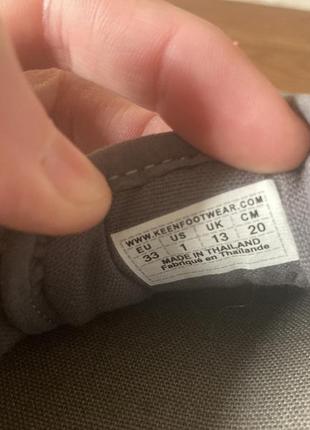 WWW.KEENFOOTWEAR.COM
EU US UK CM
33 1 13 20
MADE IN THAILAND
Fabriqué en Thaïlande